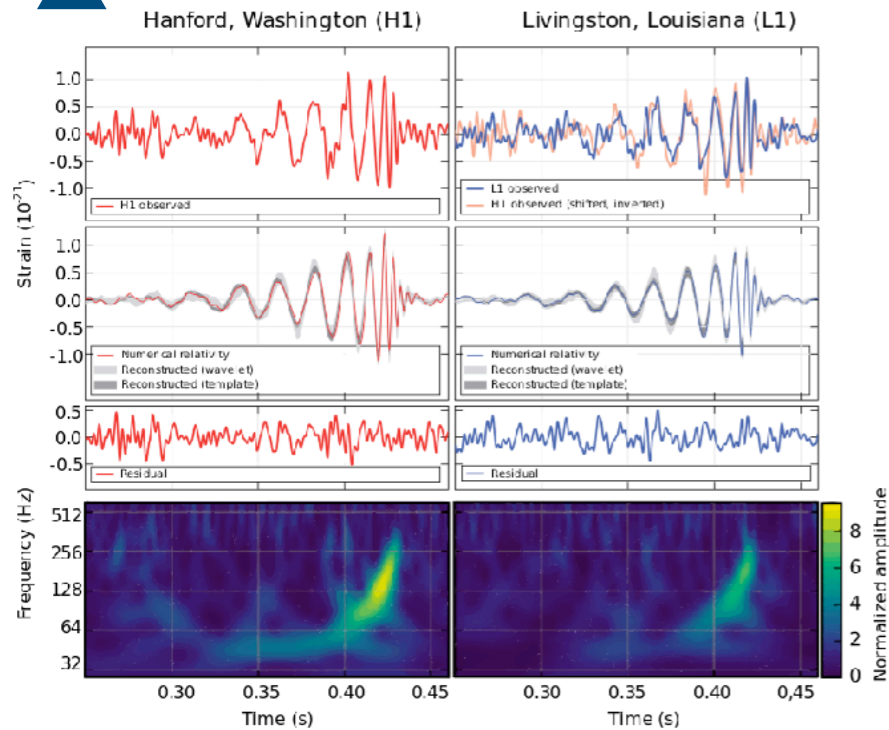 Hanford, Washington (H1)
Livingston, Louisiana (L1)
Strain (10⁻²¹)
1.0
0.5
0.0
-0.5
-1.0
H1 observed
L1 observed
H1 observed (shifted, inverted)
1.0
0.5
0.0
-0.5
-1.0
Numerical relativity
Reconstructed (wave et)
Reconstructed (template)
Numerical relativity
Reconstructed (wave et)
Reconstructed (template)
0.5
0.0
-0.5
Residual
Residual
Frequency (Hz)
512
256
128
64
32
0.30
0.35
0.40
0.45
Time (s)
0.30
0.35
0.40
0,45
Time (s)
8
6
4
2
0
Normalized amplitude